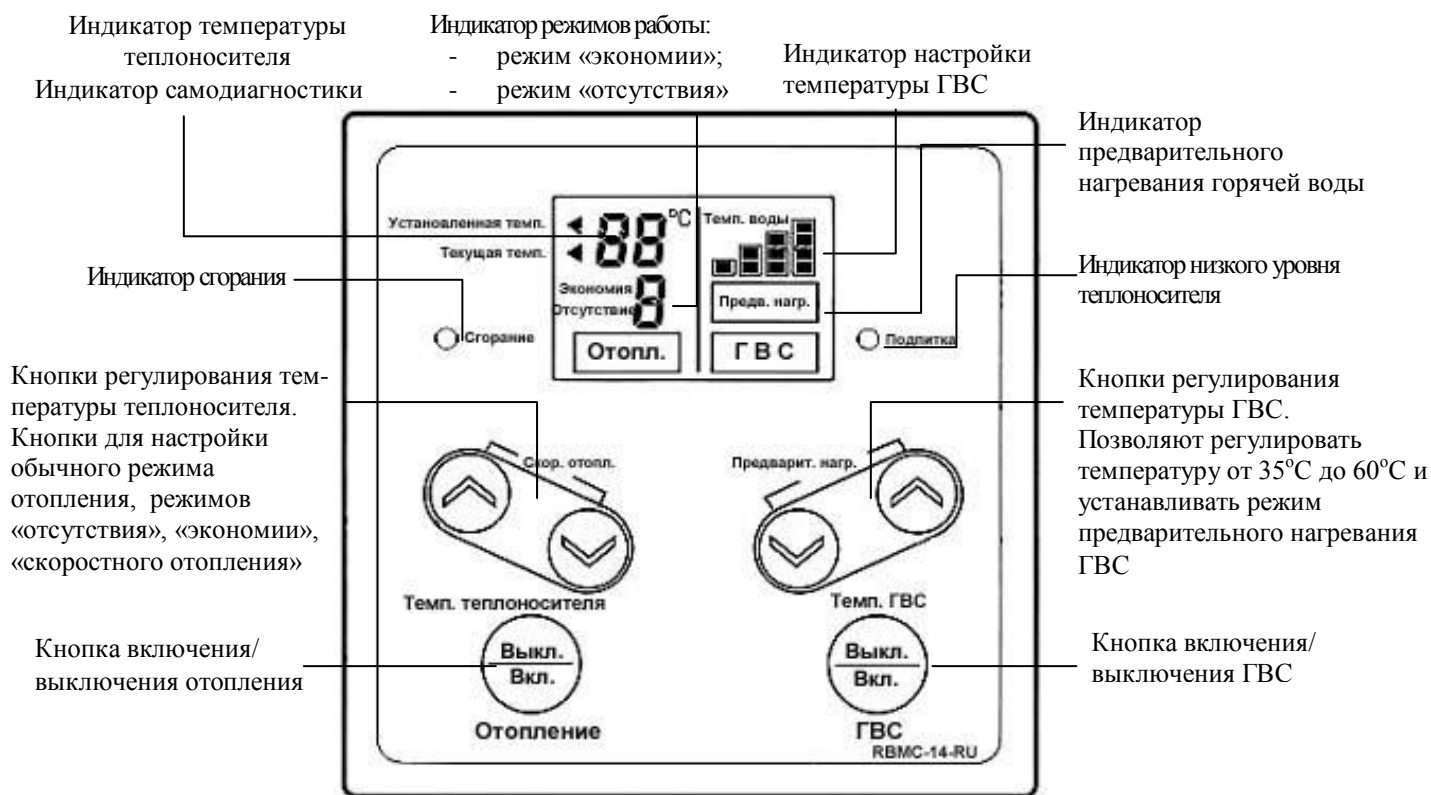 Индикатор температуры
теплоносителя
Индикатор самодиагностики
Индикатор режимов работы:
- режим «экономии»;
- режим «отсутствия»
Индикатор настройки
температуры ГВС
Индикатор
предварительного
нагревания горячей воды
Индикатор низкого уровня
теплоносителя
Индикатор сгорания
Установленная темп.
Текущая темп.
88°C
Экономия
Отсутствие
8
Отопл.
Темп. воды
Предв. нагр.
Г В С
Сгорание
Подпитка
Кнопки регулирования тем-
пературы теплоносителя.
Кнопки для настройки
обычного режима
отопления, режимов
«отсутствия», «экономии»,
«скоростного отопления»
Скор. отопл.
Предварит. нагр.
Кнопки регулирования
температуры ГВС.
Позволяют регулировать
температуру от 35°С до 60°С и
устанавливать режим
предварительного нагревания
ГВС
Темп. теплоносителя
Темп. ГВС
Кнопка включения/
выключения отопления
Выкл.
Вкл.
Отопление
Выкл.
Вкл.
ГВС
RBMC-14-RU
Кнопка включения/
выключения ГВС